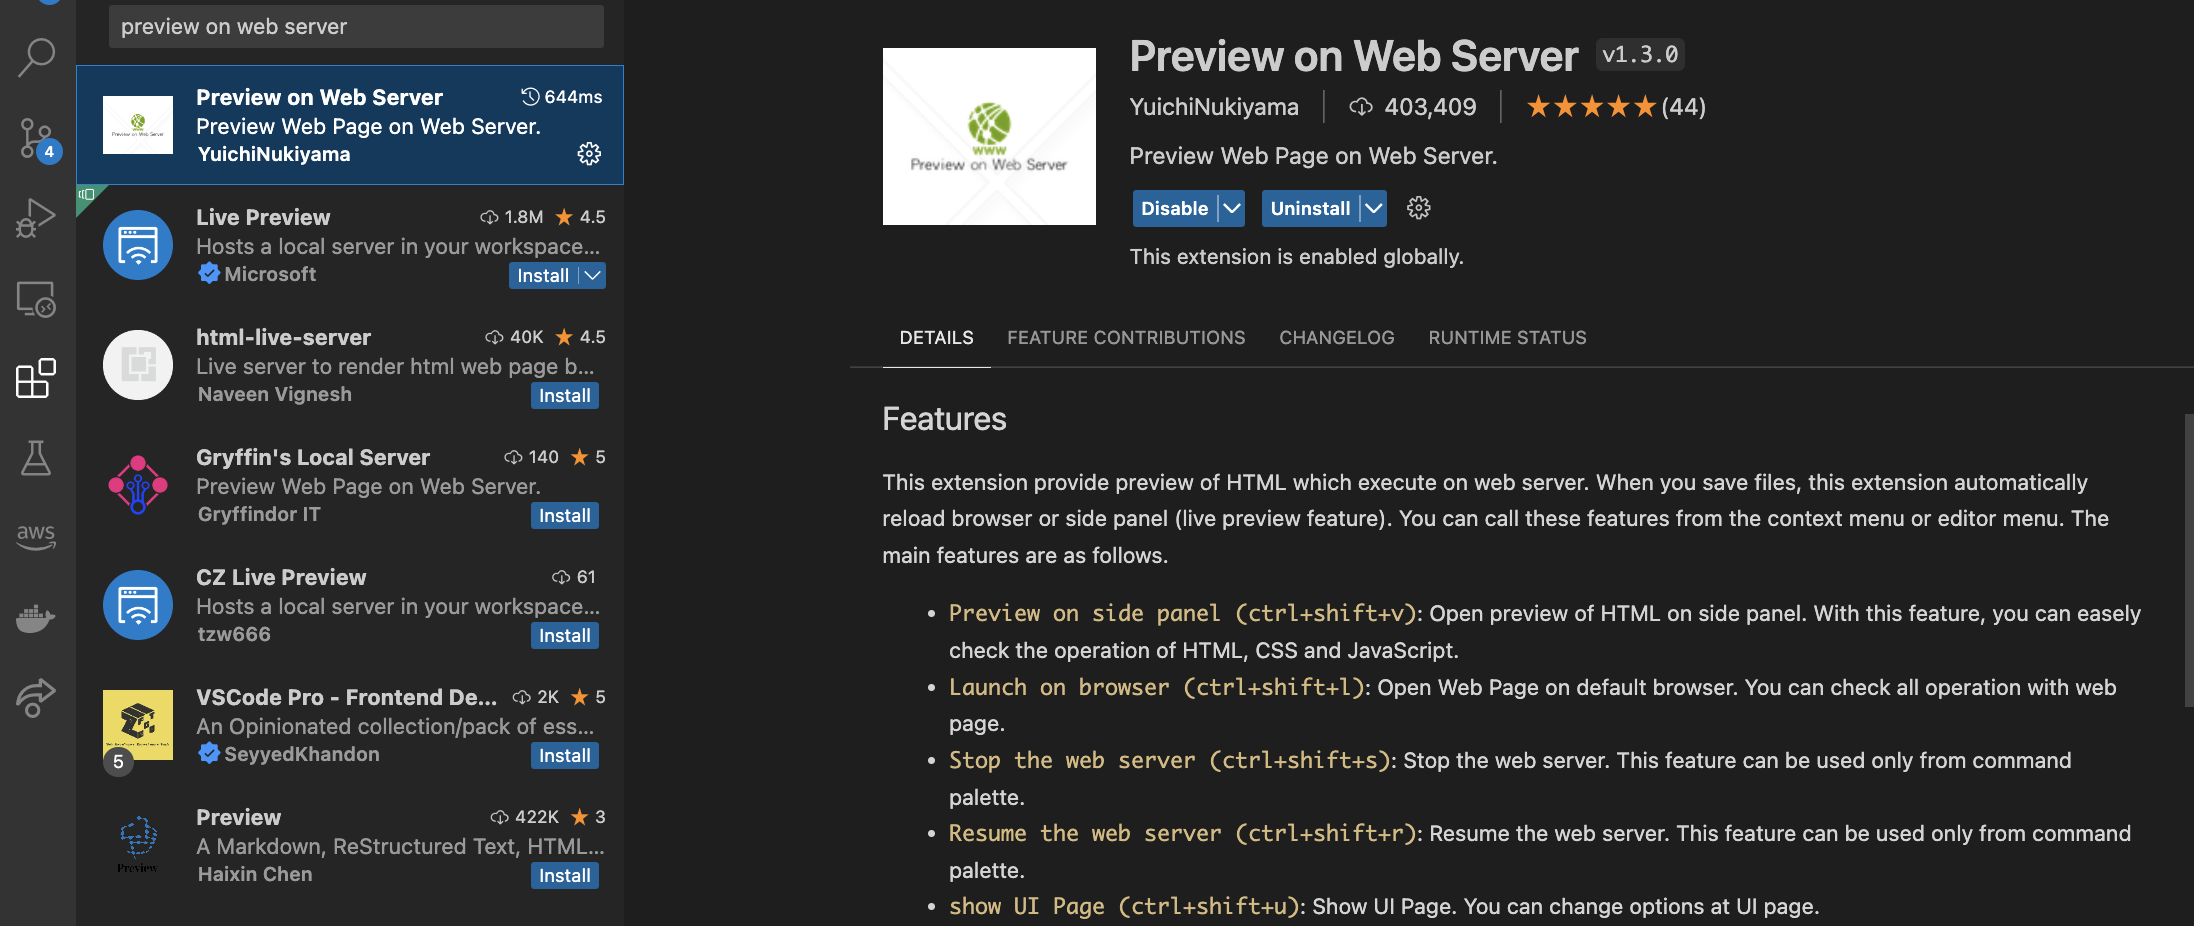 preview on web server
Preview on Web Server 644ms
Preview Web Page on Web Server.
YuichiNukiyama
Preview on Web Server
4
Live Preview 1.8M 4.5
Hosts a local server in your workspace...
Microsoft Install
html-live-server 40K 4.5
Live server to render html web page b...
Naveen Vignesh Install
Gryffin's Local Server 140 5
Preview Web Page on Web Server.
Gryffindor IT Install
CZ Live Preview 61
Hosts a local server in your workspace...
tzw666 Install
aws
VSCode Pro - Frontend De... 2K 5
An Opinionated collection/pack of ess...
SeyyedKhandon Install
5
Preview 422K 3
A Markdown, ReStructured Text, HTML...
Haixin Chen Install
Preview
WWW
Preview on Web Server
Preview on Web Server v1.3.0
YuichiNukiyama 403,409 (44)
Preview Web Page on Web Server.
Disable Uninstall
This extension is enabled globally.
DETAILS FEATURE CONTRIBUTIONS CHANGELOG RUNTIME STATUS
Features
This extension provide preview of HTML which execute on web server. When you save files, this extension automatically
reload browser or side panel (live preview feature). You can call these features from the context menu or editor menu. The
main features are as follows.
• Preview on side panel (ctrl+shift+v): Open preview of HTML on side panel. With this feature, you can easely
check the operation of HTML, CSS and JavaScript.
• Launch on browser (ctrl+shift+l): Open Web Page on default browser. You can check all operation with web
page.
• Stop the web server (ctrl+shift+s): Stop the web server. This feature can be used only from command
palette.
• Resume the web server (ctrl+shift+r): Resume the web server. This feature can be used only from command
palette.
• show UI Page (ctrl+shift+u): Show UI Page. You can change options at UI page.